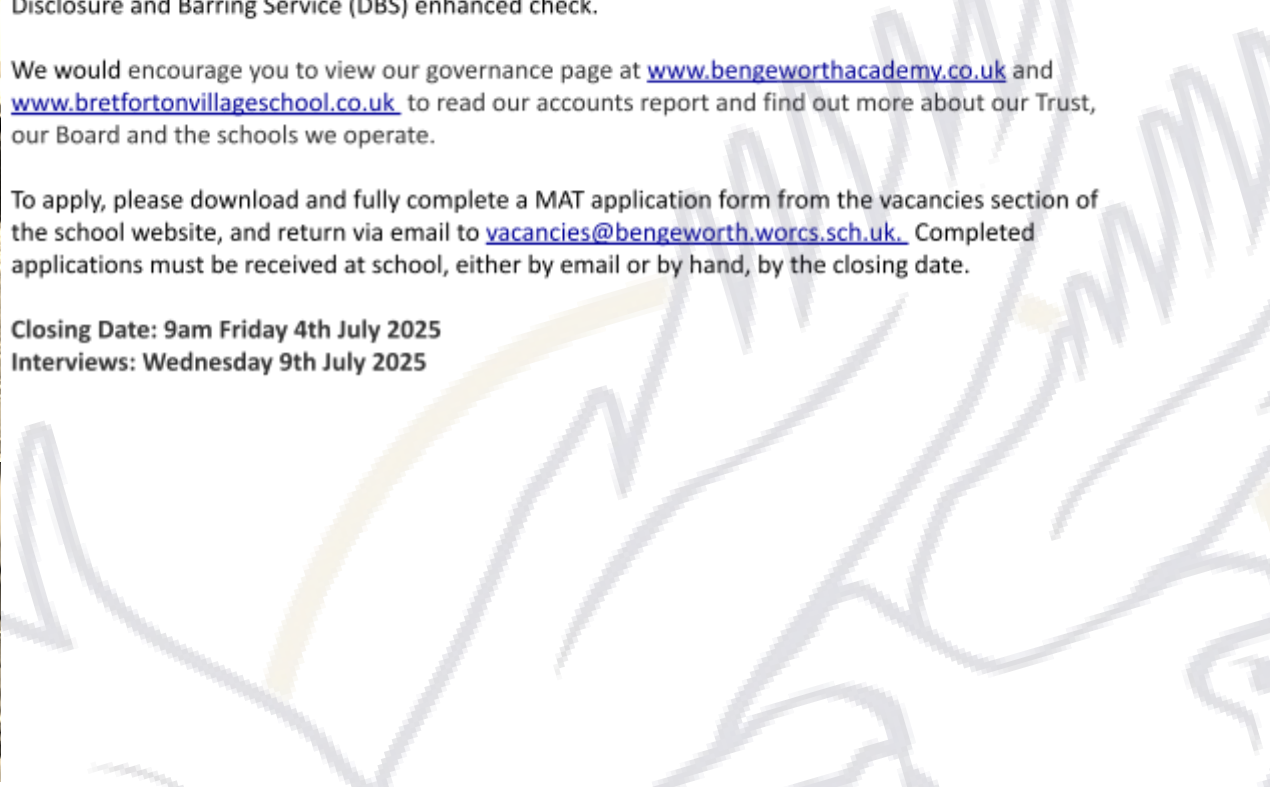 Disclosure and Barring Service (DBS) enhanced check.
We would encourage you to view our governance page at www.bengeworthacademy.co.uk and
www.bretfortonvillageschool.co.uk to read our accounts report and find out more about our Trust,
our Board and the schools we operate.
To apply, please download and fully complete a MAT application form from the vacancies section of
the school website, and return via email to vacancies@bengeworth.worcs.sch.uk. Completed
applications must be received at school, either by email or by hand, by the closing date.
Closing Date: 9am Friday 4th July 2025
Interviews: Wednesday 9th July 2025